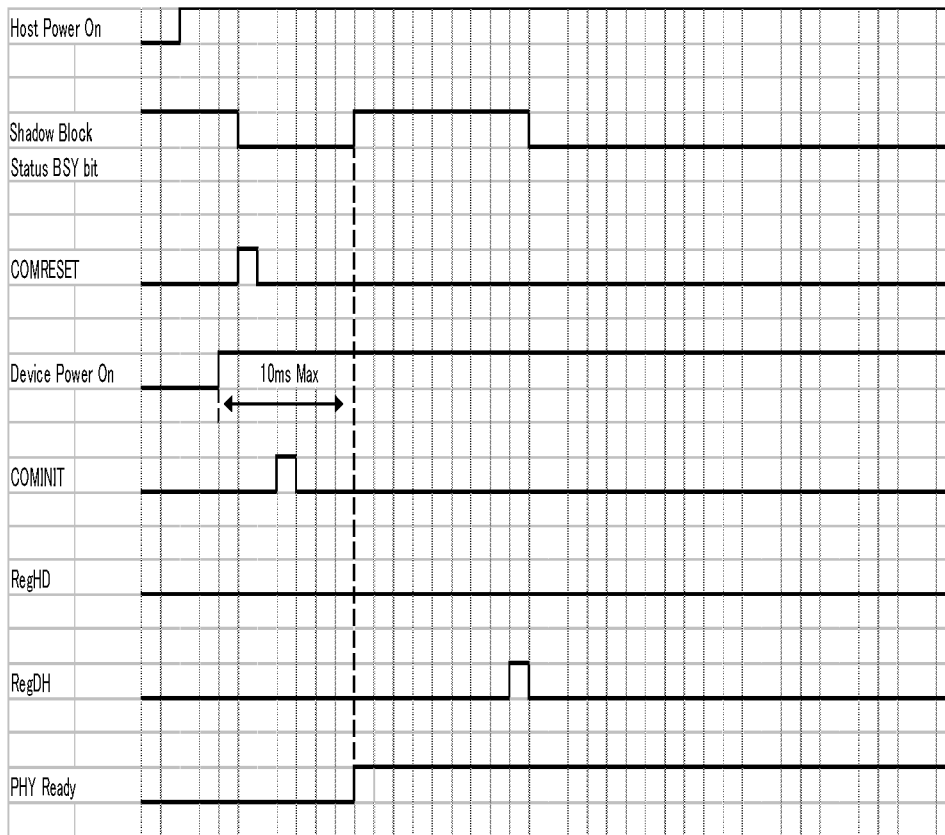 Host Power On
Shadow Block
Status BSY bit
COMRESET
Device Power On
10ms Max
COMINIT
RegHD
RegDH
PHY Ready